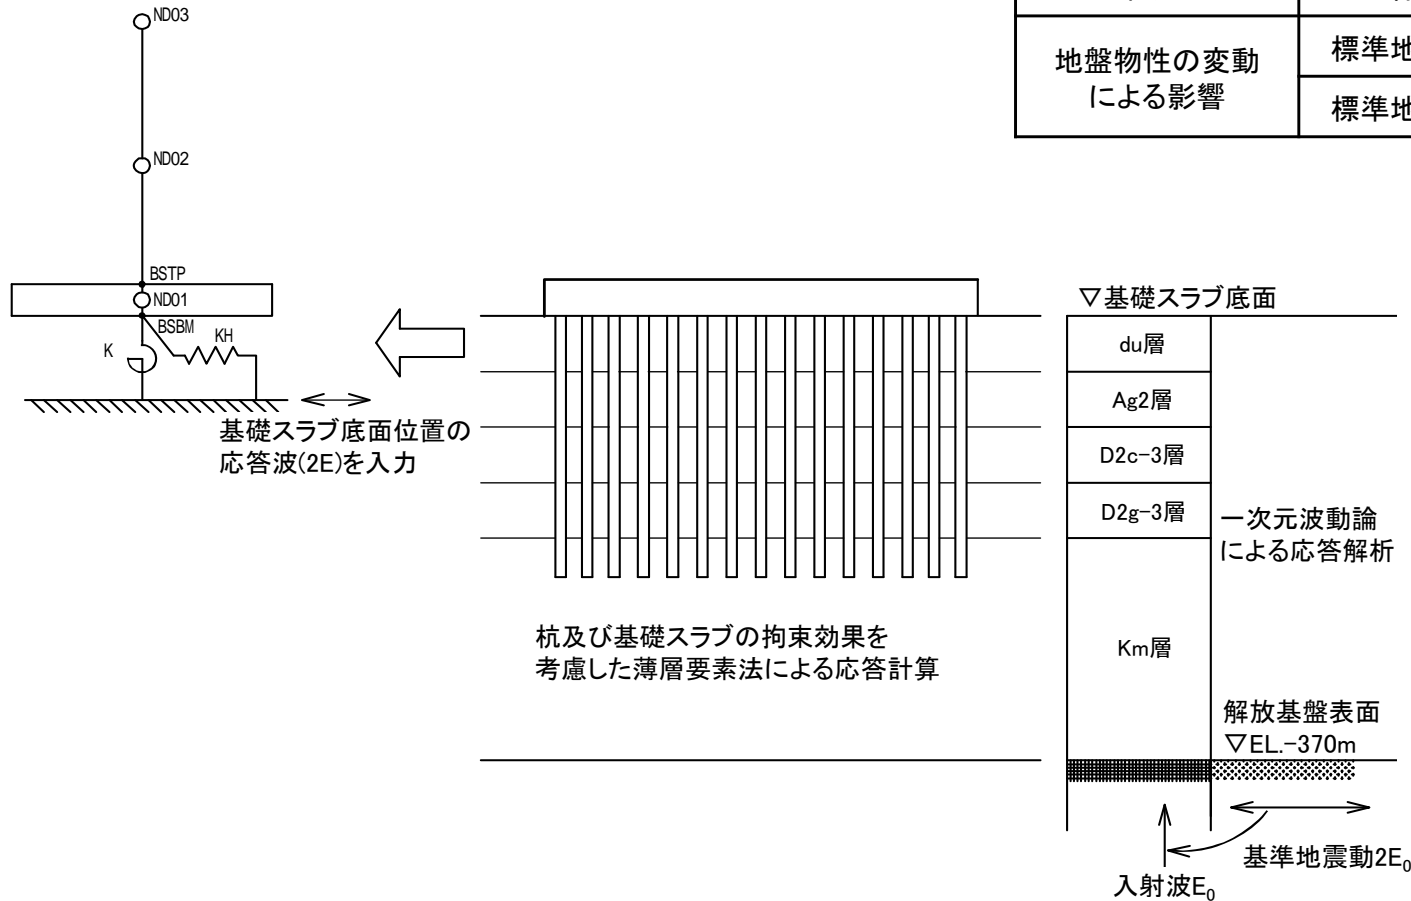 ND03
ND02
BSTP
ND01
BSBM
K
KH
基礎スラブ底面位置の
応答波(2E)を入力
杭及び基礎スラブの拘束効果を
考慮した薄層要素法による応答計算
地盤物性の変動
による影響
標準地
標準地
▽基礎スラブ底面
du層
Ag2層
D2c-3層
D2g-3層
Km層
一次元波動論
による応答解析
解放基盤表面
▽EL.-370m
基準地震動2E₀
入射波E₀